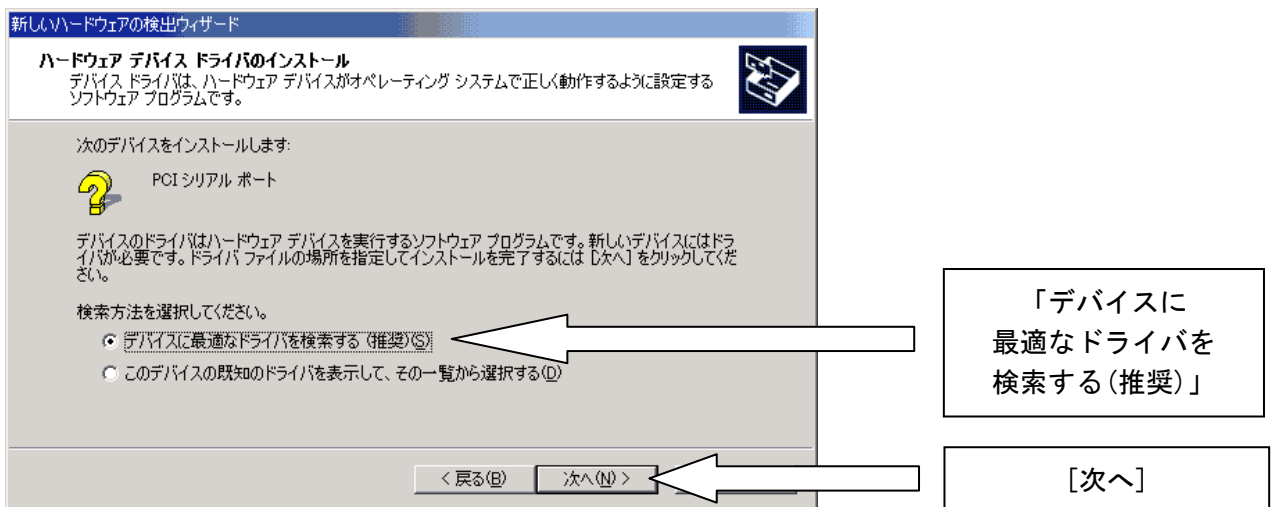 新しいハードウェアの検出ウィザード
ハードウェア デバイス ドライバのインストール
デバイス ドライバは、ハードウェア デバイスがオペレーティング システムで正しく動作するように設定する
ソフトウェア プログラムです。
次のデバイスをインストールします:
PCI シリアル ポート
デバイスのドライバはハードウェア デバイスを実行するソフトウェア プログラムです。新しいデバイスにはドラ
イバが必要です。ドライバ ファイルの場所を指定してインストールを完了するには [次へ] をクリックしてくだ
さい。
検索方法を選択してください。
デバイスに最適なドライバを検索する (推奨)(S)
このデバイスの既知のドライバを表示して、その一覧から選択する(D)
「デバイスに
最適なドライバを
検索する(推奨)」
< 戻る(B)
次へ(N) >
[次へ]